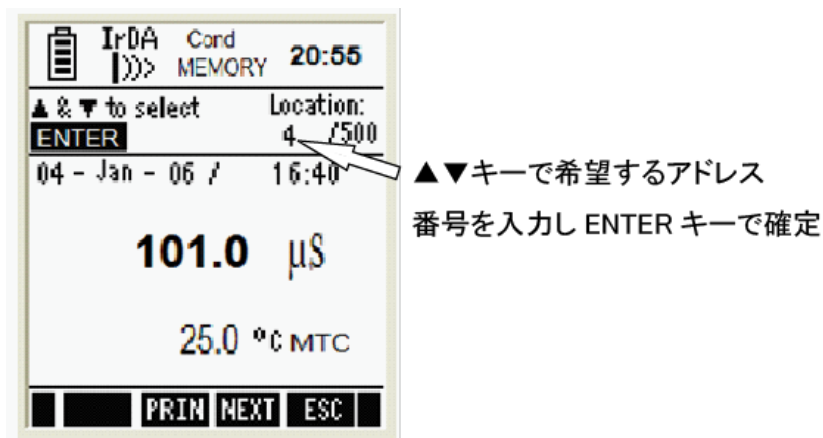 IrDA Cond
MEMORY 20:55
▲ & ▼ to select Location:
ENTER 4 /500
04 - Jan - 06 / 16:40
▲▼キーで希望するアドレス
番号を入力し ENTER キーで確定
101.0 µS
25.0 °C MTC
PRIN NEXT ESC